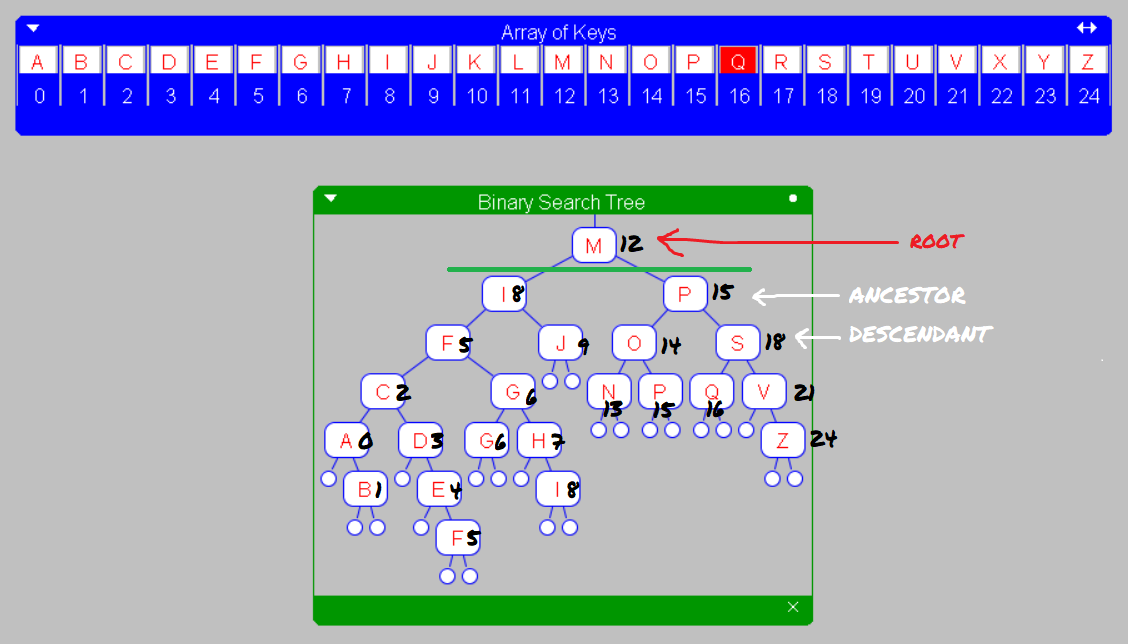 Array of Keys
A B C D E F G H I J K L M N O P Q R S T U V X Y Z
0 1 2 3 4 5 6 7 8 9 10 11 12 13 14 15 16 17 18 19 20 21 22 23 24
Binary Search Tree
M 12 ROOT
I 8 P 15 ANCESTOR
F 5 J 9 O 14 S 18 DESCENDANT
C 2 G 6 N 13 P 15 Q 16 V 21
A 0 D 3 G 6 H 7 Z 24
B 1 E 4 I 8
F 5